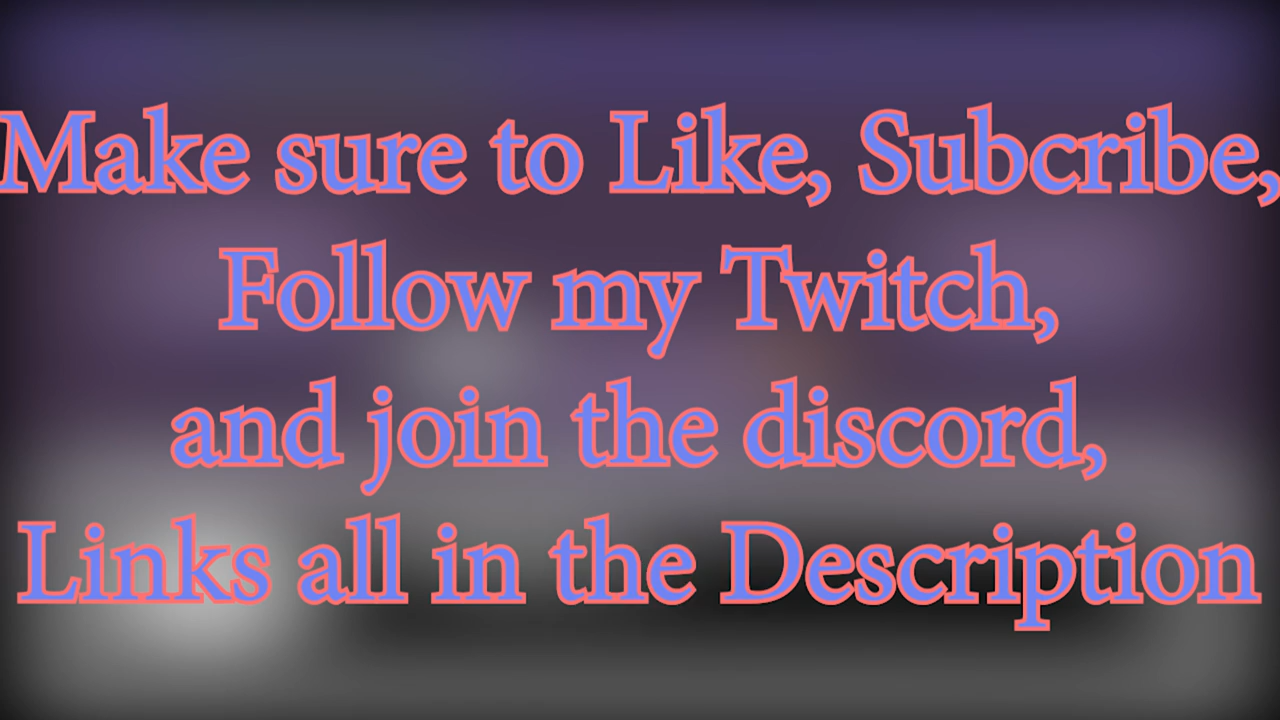 Make sure to Like, Subcribe,
Follow my Twitch,
and join the discord,
Links all in the Description